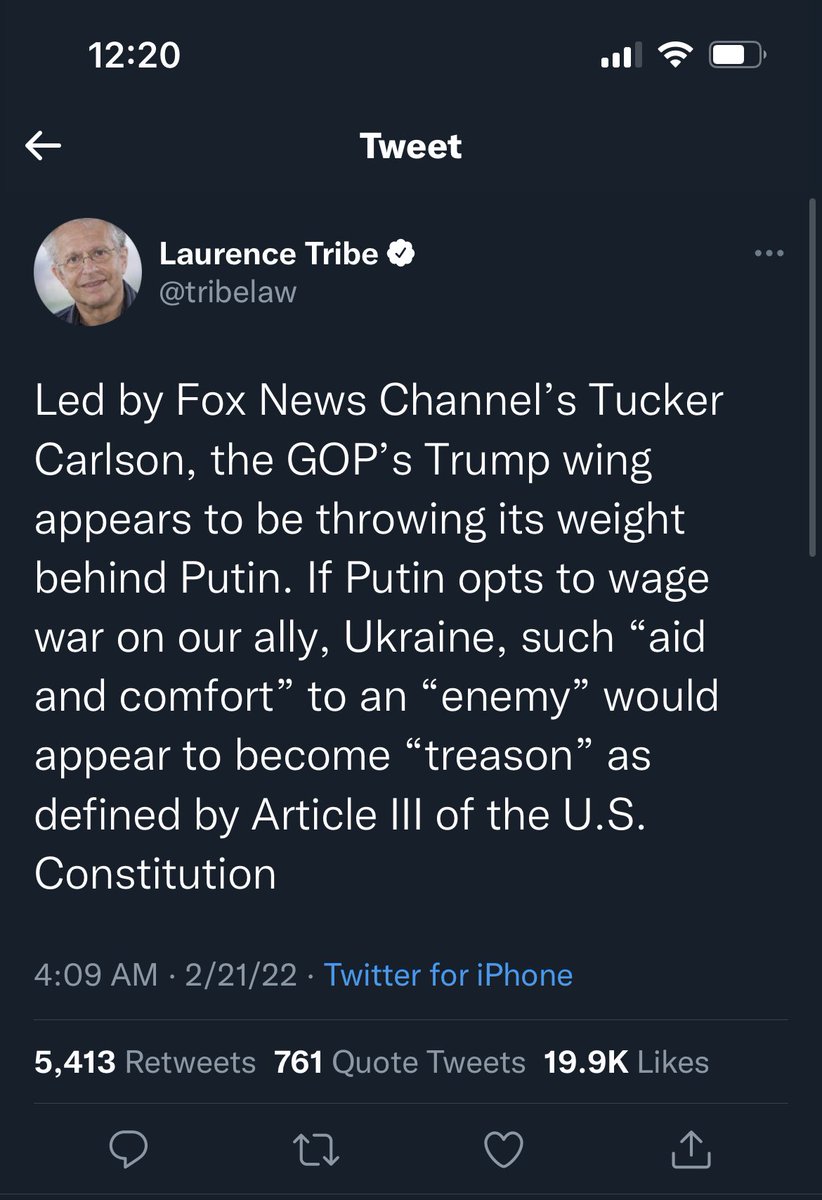 12:20
Tweet
Laurence Tribe
@tribelaw
Led by Fox News Channel’s Tucker
Carlson, the GOP’s Trump wing
appears to be throwing its weight
behind Putin. If Putin opts to wage
war on our ally, Ukraine, such “aid
and comfort” to an “enemy” would
appear to become “treason” as
defined by Article III of the U.S.
Constitution
4:09 AM · 2/21/22 · Twitter for iPhone
5,413 Retweets 761 Quote Tweets 19.9K Likes